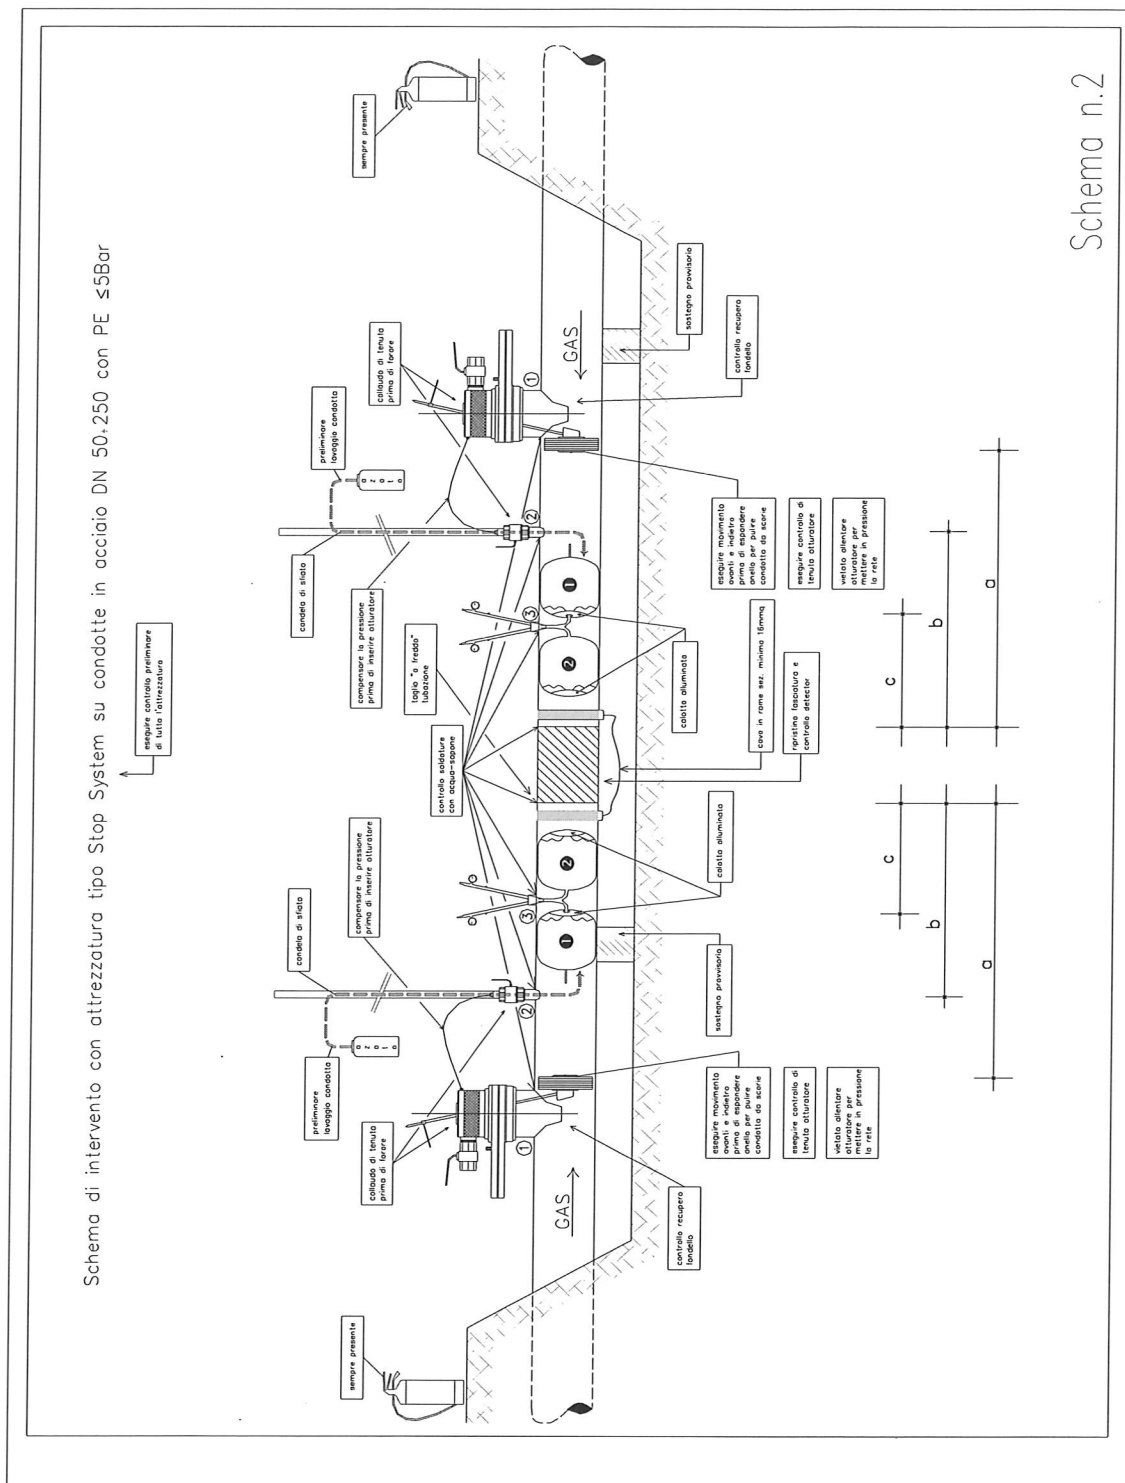 Schema di intervento con attrezzatura tipo Stop System su condotte in acciaio DN 50÷250 con PE ≤5Bar
eseguire controllo preliminare
di tutta l'attrezzatura
sempre presente
preliminare
lavaggio condotta
azoto
candela di sfiato
collaudo di tenuta
prima di forare
compensare la pressione
prima di inserire otturatore
controllo saldature
con acqua-sapone
taglio "a freddo"
tubazione
compensare la pressione
prima di inserire otturatore
candela di sfiato
preliminare
lavaggio condotta
azoto
collaudo di tenuta
prima di forare
sempre presente
1
2
3
3
2
1
GAS
1
2
2
1
GAS
controllo recupero
fondello
sostegno provvisorio
calotta alluminata
calotta alluminata
sostegno provvisorio
controllo recupero
fondello
eseguire movimento
avanti e indietro
prima di espandere
anello per pulire
condotta da scorie
eseguire controllo di
tenuta otturatore
vietato allentare
otturatore per
mettere in pressione
la rete
cavo in rame sez. minima 16mmq
ripristino fasciatura e
controllo detector
eseguire movimento
avanti e indietro
prima di espandere
anello per pulire
condotta da scorie
eseguire controllo di
tenuta otturatore
vietato allentare
otturatore per
mettere in pressione
la rete
c
c
b
b
a
a
Schema n.2